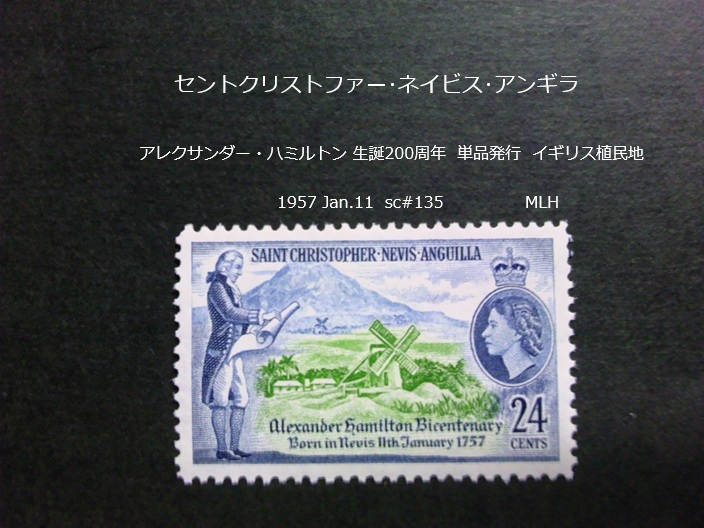 セントクリストファー･ネイビス･アンギラ
アレクサンダー・ハミルトン 生誕200周年 単品発行 イギリス植民地
1957 Jan.11 sc#135 MLH
SAINT CHRISTOPHER·NEVIS·ANGUILLA
Alexander Hamilton Bicentenary
Born in Nevis 11th January 1757
24
CENTS